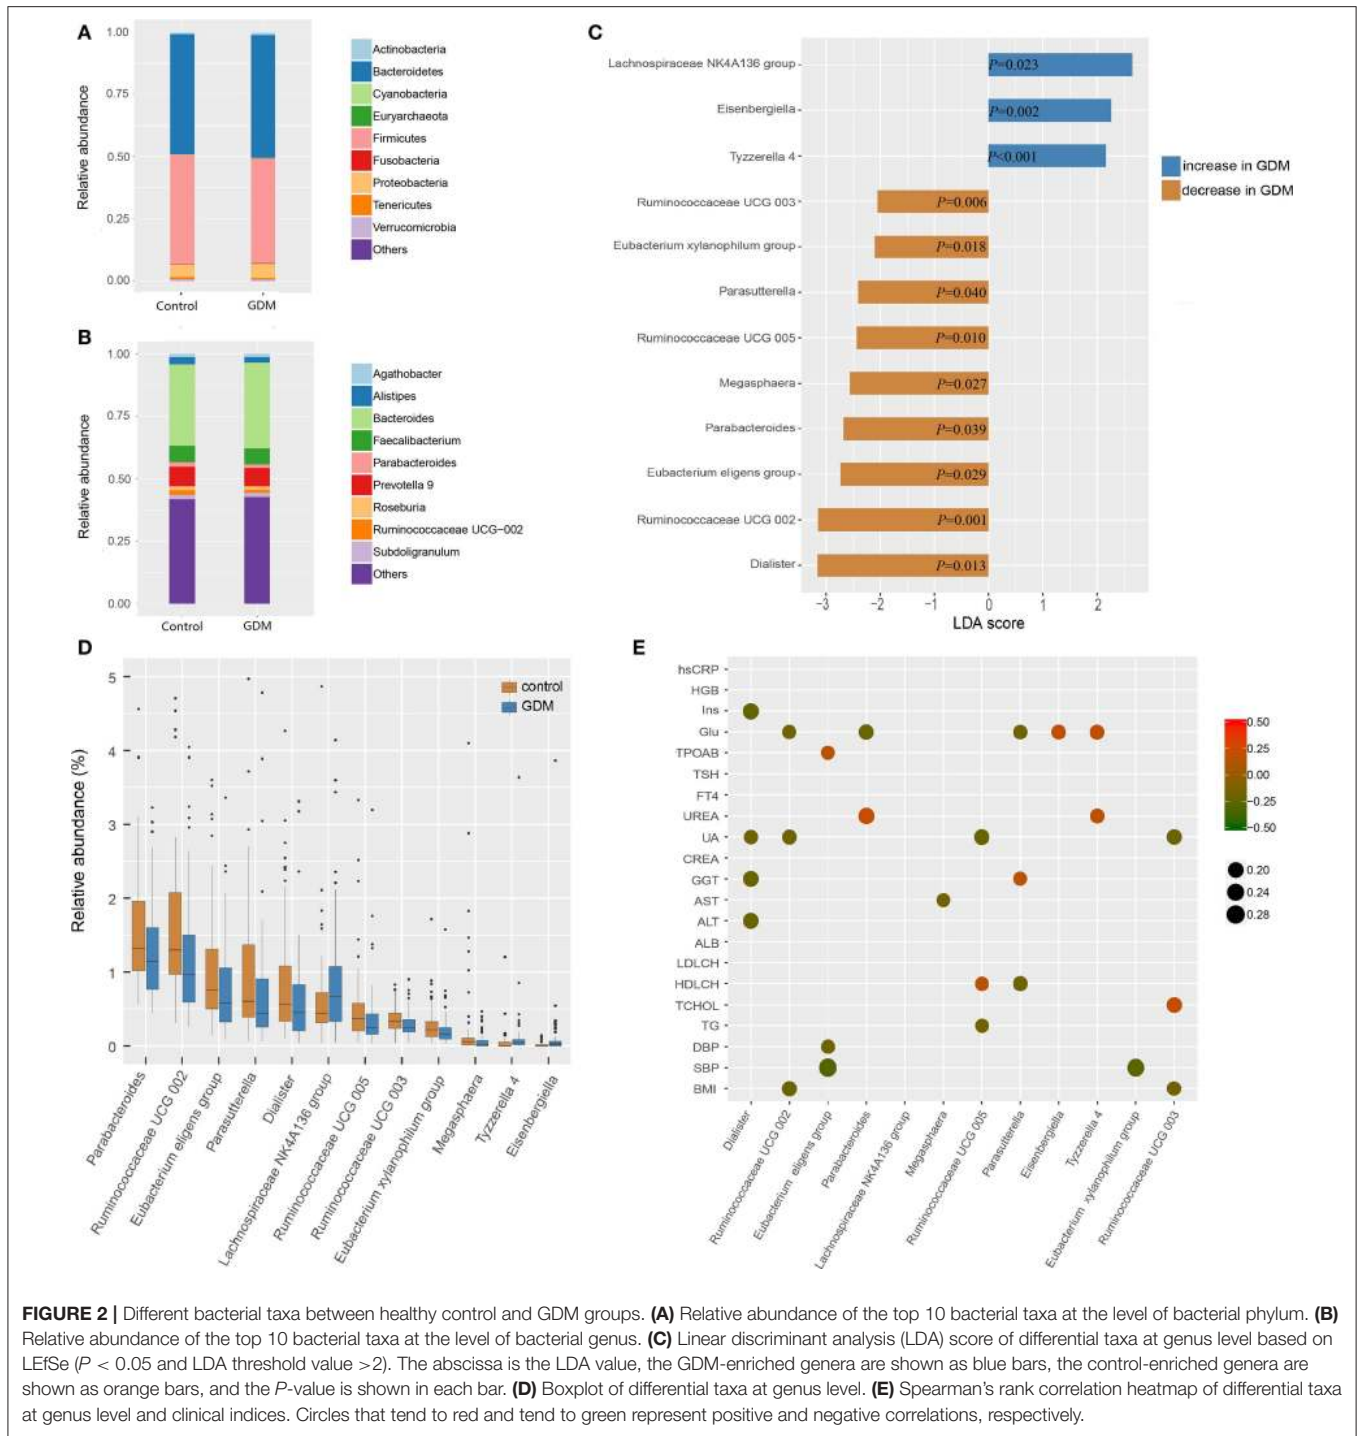 A
1.00
0.75
0.50
0.25
0.00
Relative abundance
Control
GDM
Actinobacteria
Bacteroidetes
Cyanobacteria
Euryarchaeota
Firmicutes
Fusobacteria
Proteobacteria
Tenericutes
Verrucomicrobia
Others
B
1.00
0.75
0.50
0.25
0.00
Relative abundance
Control
GDM
Agathobacter
Alistipes
Bacteroides
Faecalibacterium
Parabacteroides
Prevotella 9
Roseburia
Ruminococcaceae UCG-002
Subdoligranulum
Others
C
Lachnospiraceae NK4A136 group
P=0.023
Eisenbergiella
P=0.002
Tyzzerella 4
P<0.001
Ruminococcaceae UCG 003
P=0.006
Eubacterium xylanophilum group
P=0.018
Parasutterella
P=0.040
Ruminococcaceae UCG 005
P=0.010
Megasphaera
P=0.027
Parabacteroides
P=0.039
Eubacterium eligens group
P=0.029
Ruminococcaceae UCG 002
P=0.001
Dialister
P=0.013
-3 -2 -1 0 1 2
LDA score
increase in GDM
decrease in GDM
D
5
4
3
2
1
0
Relative abundance (%)
control
GDM
Parabacteroides
Ruminococcaceae UCG 002
Eubacterium eligens group
Parasutterella
Dialister
Lachnospiraceae NK4A136 group
Ruminococcaceae UCG 005
Ruminococcaceae UCG 003
Eubacterium xylanophilum group
Megasphaera
Tyzzerella 4
Eisenbergiella
E
hsCRP
HGB
Ins
Glu
TPOAB
TSH
FT4
UREA
UA
CREA
GGT
AST
ALT
ALB
LDLCH
HDLCH
TCHOL
TG
DBP
SBP
BMI
Dialister
Ruminococcaceae UCG 002
Eubacterium eligens group
Parabacteroides
Lachnospiraceae NK4A136 group
Megasphaera
Ruminococcaceae UCG 005
Parasutterella
Eisenbergiella
Tyzzerella 4
Eubacterium xylanophilum group
Ruminococcaceae UCG 003
0.50
0.25
0.00
-0.25
-0.50
0.20
0.24
0.28
FIGURE 2 | Different bacterial taxa between healthy control and GDM groups. (A) Relative abundance of the top 10 bacterial taxa at the level of bacterial phylum. (B)
Relative abundance of the top 10 bacterial taxa at the level of bacterial genus. (C) Linear discriminant analysis (LDA) score of differential taxa at genus level based on
LEfSe (P < 0.05 and LDA threshold value >2). The abscissa is the LDA value, the GDM-enriched genera are shown as blue bars, the control-enriched genera are
shown as orange bars, and the P-value is shown in each bar. (D) Boxplot of differential taxa at genus level. (E) Spearman's rank correlation heatmap of differential taxa
at genus level and clinical indices. Circles that tend to red and tend to green represent positive and negative correlations, respectively.